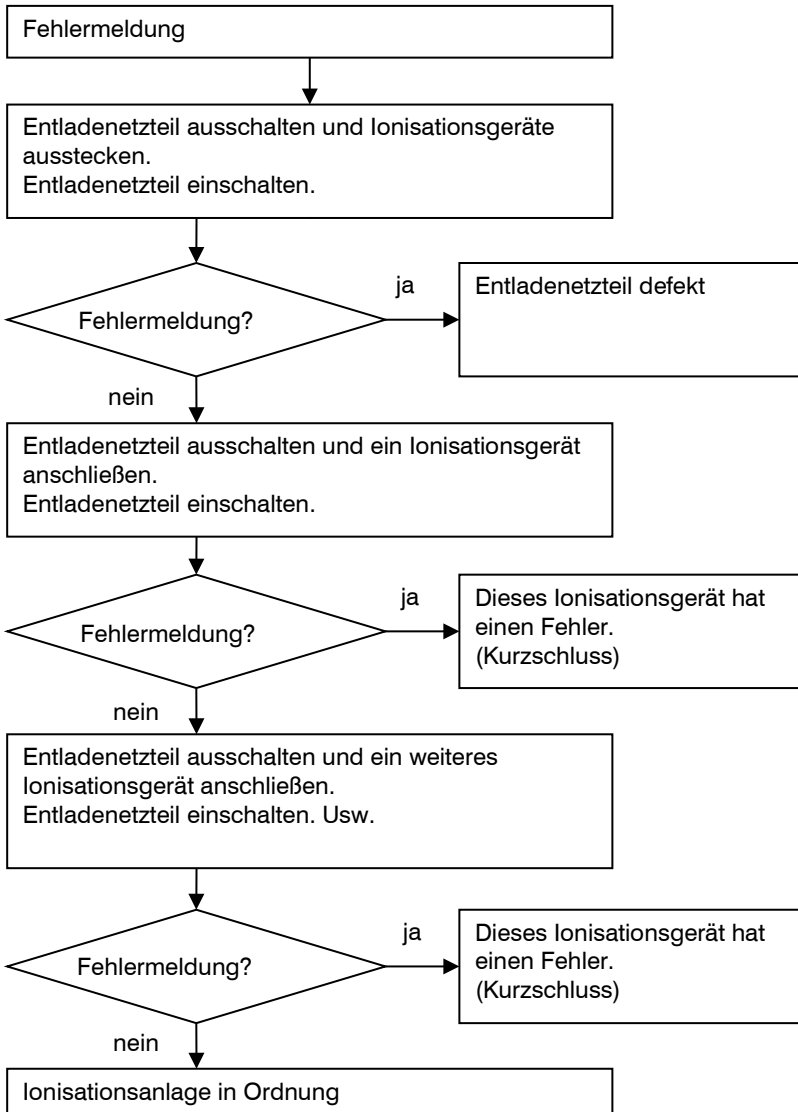 Fehlermeldung
Entladenetzteil ausschalten und Ionisationsgeräte
ausstecken.
Entladenetzteil einschalten.
Fehlermeldung?
ja
Entladenetzteil defekt
nein
Entladenetzteil ausschalten und ein Ionisationsgerät
anschließen.
Entladenetzteil einschalten.
Fehlermeldung?
ja
Dieses Ionisationsgerät hat
einen Fehler.
(Kurzschluss)
nein
Entladenetzteil ausschalten und ein weiteres
Ionisationsgerät anschließen.
Entladenetzteil einschalten. Usw.
Fehlermeldung?
ja
Dieses Ionisationsgerät hat
einen Fehler.
(Kurzschluss)
nein
Ionisationsanlage in Ordnung